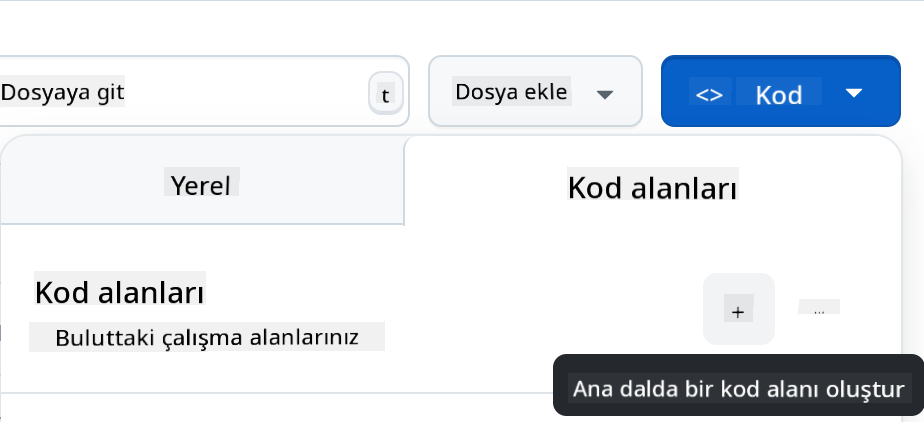 Dosyaya git
t
Dosya ekle
<> Kod
Yerel
Kod alanları
Kod alanları
+
...
Buluttaki çalışma alanlarınız
Ana dalda bir kod alanı oluştur